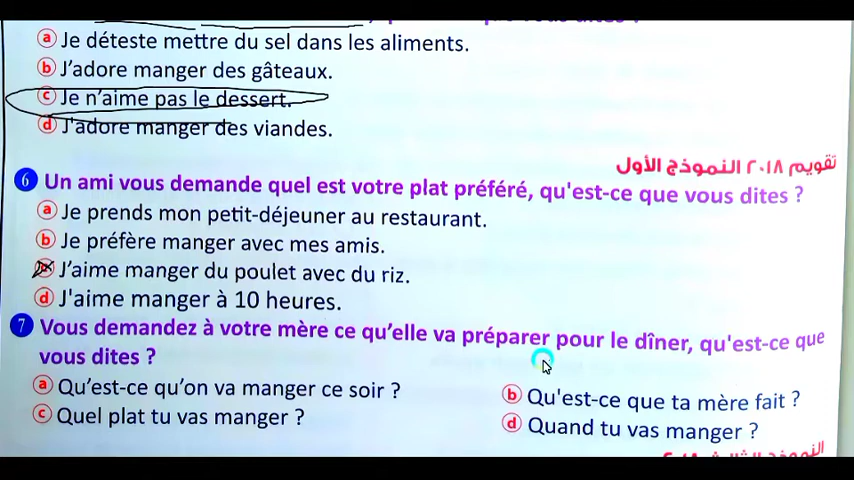 ⓐ Je déteste mettre du sel dans les aliments.
ⓑ J'adore manger des gâteaux.
ⓒ Je n'aime pas le dessert.
ⓓ J'adore manger des viandes.
تقويم ٢٠١٨ النموذج الأول
6 Un ami vous demande quel est votre plat préféré, qu'est-ce que vous dites ?
ⓐ Je prends mon petit-déjeuner au restaurant.
ⓑ Je préfère manger avec mes amis.
J'aime manger du poulet avec du riz.
ⓓ J'aime manger à 10 heures.
7 Vous demandez à votre mère ce qu'elle va préparer pour le dîner, qu'est-ce que
vous dites ?
ⓐ Qu'est-ce qu'on va manger ce soir ?
ⓑ Qu'est-ce que ta mère fait ?
ⓒ Quel plat tu vas manger ?
ⓓ Quand tu vas manger ?